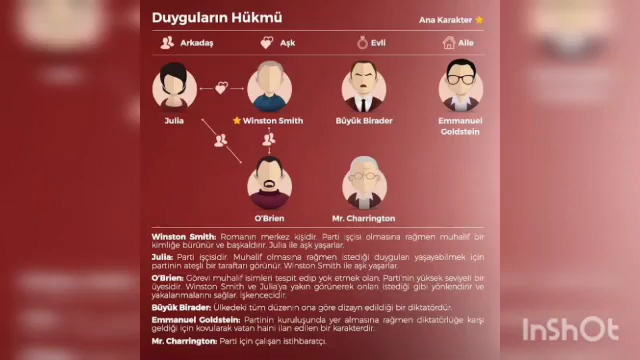 Duyguların Hükmü
Ana Karakter
Arkadaş
Aşk
Evli
Aile
Julia
Winston Smith
Büyük Birader
Emmanuel
Goldstein
O'Brien
Mr. Charrington
Winston Smith: Romanın merkez kişidir. Parti işçisi olmasına rağmen muhalif bir
kimliğe bürünür ve başkaldırır. Julia ile aşk yaşarlar.
Julia: Parti işçisidir. Muhalif olmasına rağmen istediği duyguları yaşayabilmek için
partinin ateşli bir taraftarı görünür. Winston Smith ile aşk yaşarlar.
O'Brien: Görevi muhalif isimleri tespit edip yok etmek olan. Parti'nin yüksek seviyeli bir
üyesidir. Winston Smith ve Julia'ya yakın görünerek onları istediği gibi yönlendirir ve
yakalanmalarını sağlar. İşkencecidir.
Büyük Birader: Ülkedeki tüm düzenin ona göre dizayn edildiği bir diktatördür.
Emmanuel Goldstein: Partinin kuruluşunda yer almasına rağmen diktatörlüğe karşı
geldiği için kovularak vatan haini ilan edilen bir karakterdir.
Mr. Charrington: Parti için çalışan istihbaratçı.
InShOt